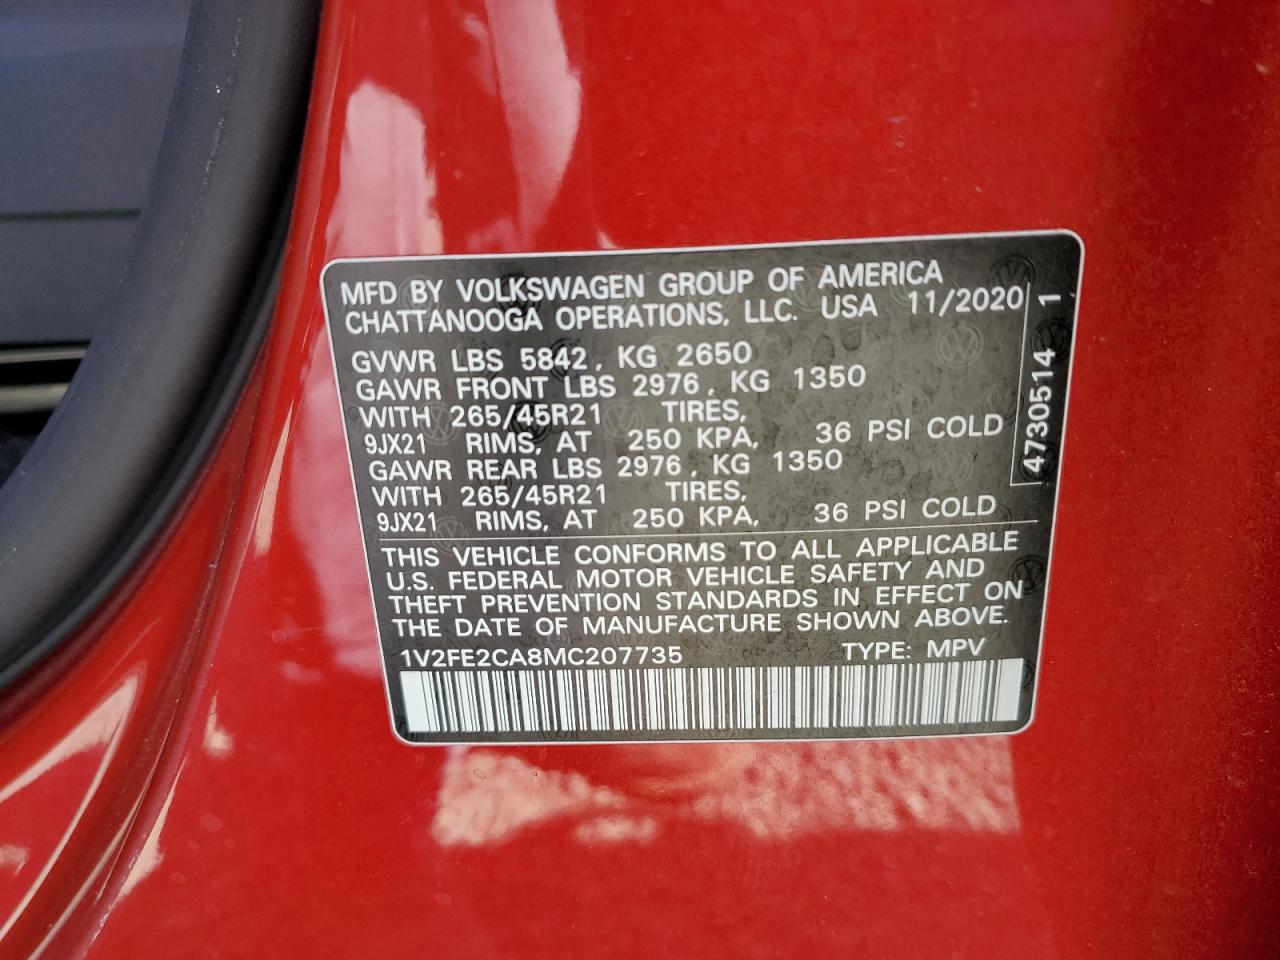 MFD BY VOLKSWAGEN GROUP OF AMERICA
CHATTANOOGA OPERATIONS, LLC. USA 11/2020
GVWR LBS 5842, KG 2650
GAWR FRONT LBS 2976, KG 1350
WITH 265/45R21 TIRES,
9JX21 RIMS, AT 250 KPA, 36 PSI COLD
GAWR REAR LBS 2976, KG 1350
WITH 265/45R21 TIRES,
9JX21 RIMS, AT 250 KPA, 36 PSI COLD
4730514 1
THIS VEHICLE CONFORMS TO ALL APPLICABLE
U.S. FEDERAL MOTOR VEHICLE SAFETY AND
THEFT PREVENTION STANDARDS IN EFFECT ON
THE DATE OF MANUFACTURE SHOWN ABOVE.
1V2FE2CA8MC207735 TYPE: MPV